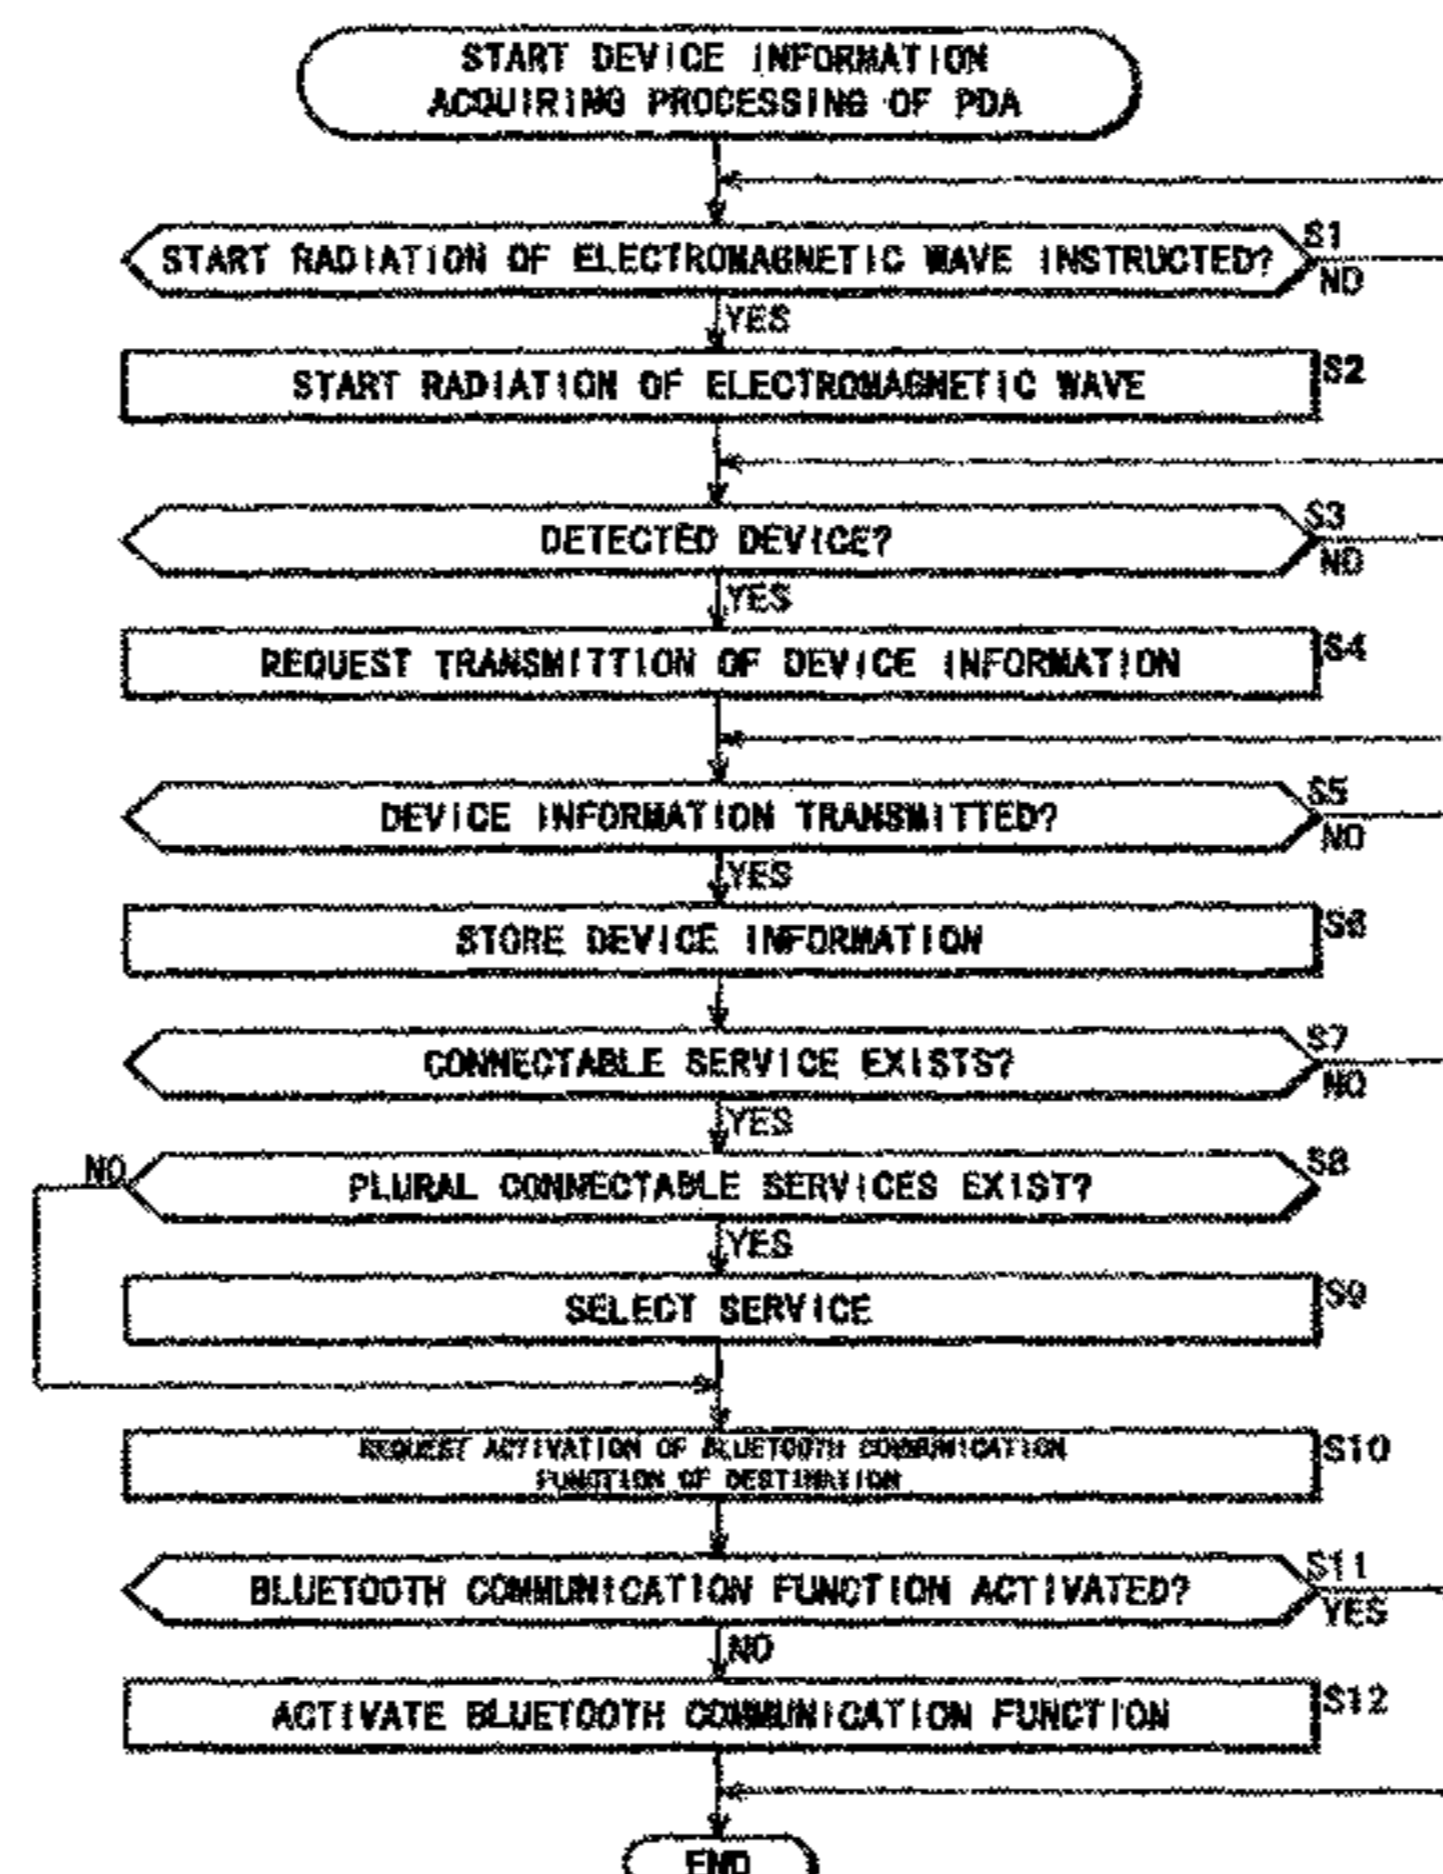 START DEVICE INFORMATION
ACQUIRING PROCESSING OF PDA
START RADIATION OF ELECTROMAGNETIC WAVE INSTRUCTED?
S1
NO
YES
START RADIATION OF ELECTROMAGNETIC WAVE
S2
DETECTED DEVICE?
S3
NO
YES
REQUEST TRANSMITTION OF DEVICE INFORMATION
S4
DEVICE INFORMATION TRANSMITTED?
S5
NO
YES
STORE DEVICE INFORMATION
S6
CONNECTABLE SERVICE EXISTS?
S7
NO
YES
NO
PLURAL CONNECTABLE SERVICES EXIST?
S8
YES
SELECT SERVICE
S9
REQUEST ACTIVATION OF BLUETOOTH COMMUNICATION
FUNCTION OF DESTINATION
S10
BLUETOOTH COMMUNICATION FUNCTION ACTIVATED?
S11
YES
NO
ACTIVATE BLUETOOTH COMMUNICATION FUNCTION
S12
END